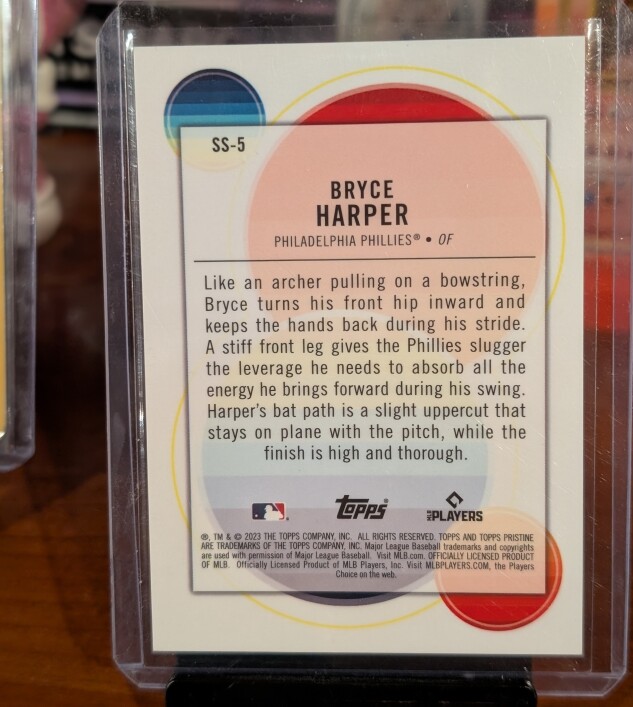 SS-5
BRYCE
HARPER
PHILADELPHIA PHILLIES® • OF
Like an archer pulling on a bowstring,
Bryce turns his front hip inward and
keeps the hands back during his stride.
A stiff front leg gives the Phillies slugger
the leverage he needs to absorb all the
energy he brings forward during his swing.
Harper's bat path is a slight uppercut that
stays on plane with the pitch, while the
finish is high and thorough.
topps®
MLB PLAYERS
®, TM & © 2023 THE TOPPS COMPANY, INC. ALL RIGHTS RESERVED. TOPPS AND TOPPS PRISTINE
ARE TRADEMARKS OF THE TOPPS COMPANY, INC. Major League Baseball trademarks and copyrights
are used with permission of Major League Baseball. Visit MLB.com. OFFICIALLY LICENSED PRODUCT
OF MLB. Officially Licensed Product of MLB Players, Inc. Visit MLBPLAYERS.COM, the Players
Choice on the web.